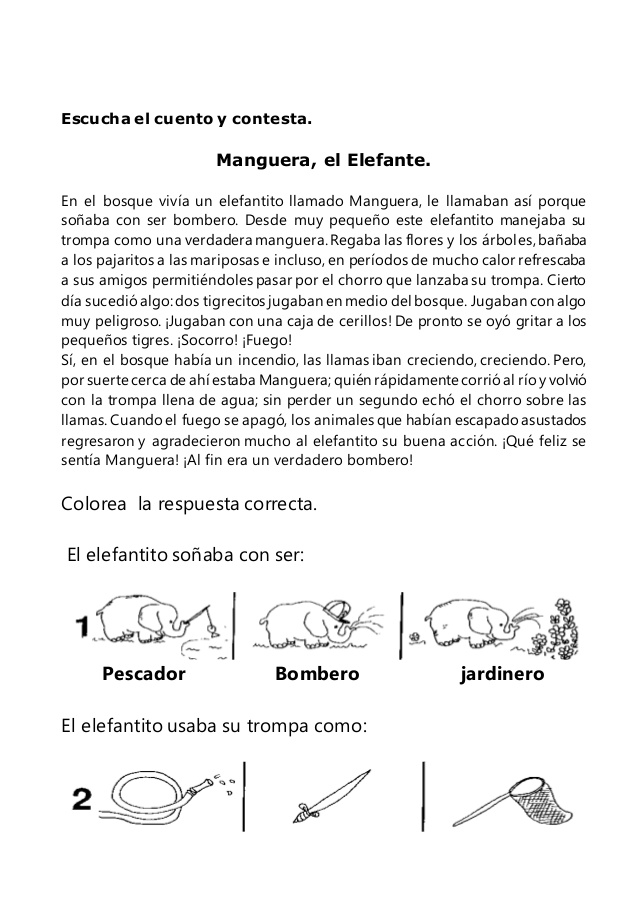 Escucha el cuento y contesta.
Manguera, el Elefante.
En el bosque vivía un elefantito llamado Manguera, le llamaban así porque
soñaba con ser bombero. Desde muy pequeño este elefantito manejaba su
trompa como una verdadera manguera. Regaba las flores y los árboles, bañaba
a los pajaritos a las mariposas e incluso, en períodos de mucho calor refrescaba
a sus amigos permitiéndoles pasar por el chorro que lanzaba su trompa. Cierto
día sucedió algo: dos tigrecitos jugaban en medio del bosque. Jugaban con algo
muy peligroso. ¡Jugaban con una caja de cerillos! De pronto se oyó gritar a los
pequeños tigres. ¡Socorro! ¡Fuego!
Sí, en el bosque había un incendio, las llamas iban creciendo, creciendo. Pero,
por suerte cerca de ahí estaba Manguera; quién rápidamente corrió al río y volvió
con la trompa llena de agua; sin perder un segundo echó el chorro sobre las
llamas. Cuando el fuego se apagó, los animales que habían escapado asustados
regresaron y agradecieron mucho al elefantito su buena acción. ¡Qué feliz se
sentía Manguera! ¡Al fin era un verdadero bombero!
Colorea la respuesta correcta.
El elefantito soñaba con ser:
1
Pescador Bombero jardinero
El elefantito usaba su trompa como:
2